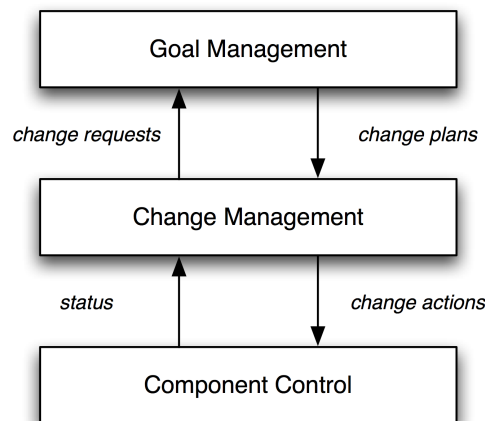 Goal Management
change requests
change plans
Change Management
status
change actions
Component Control